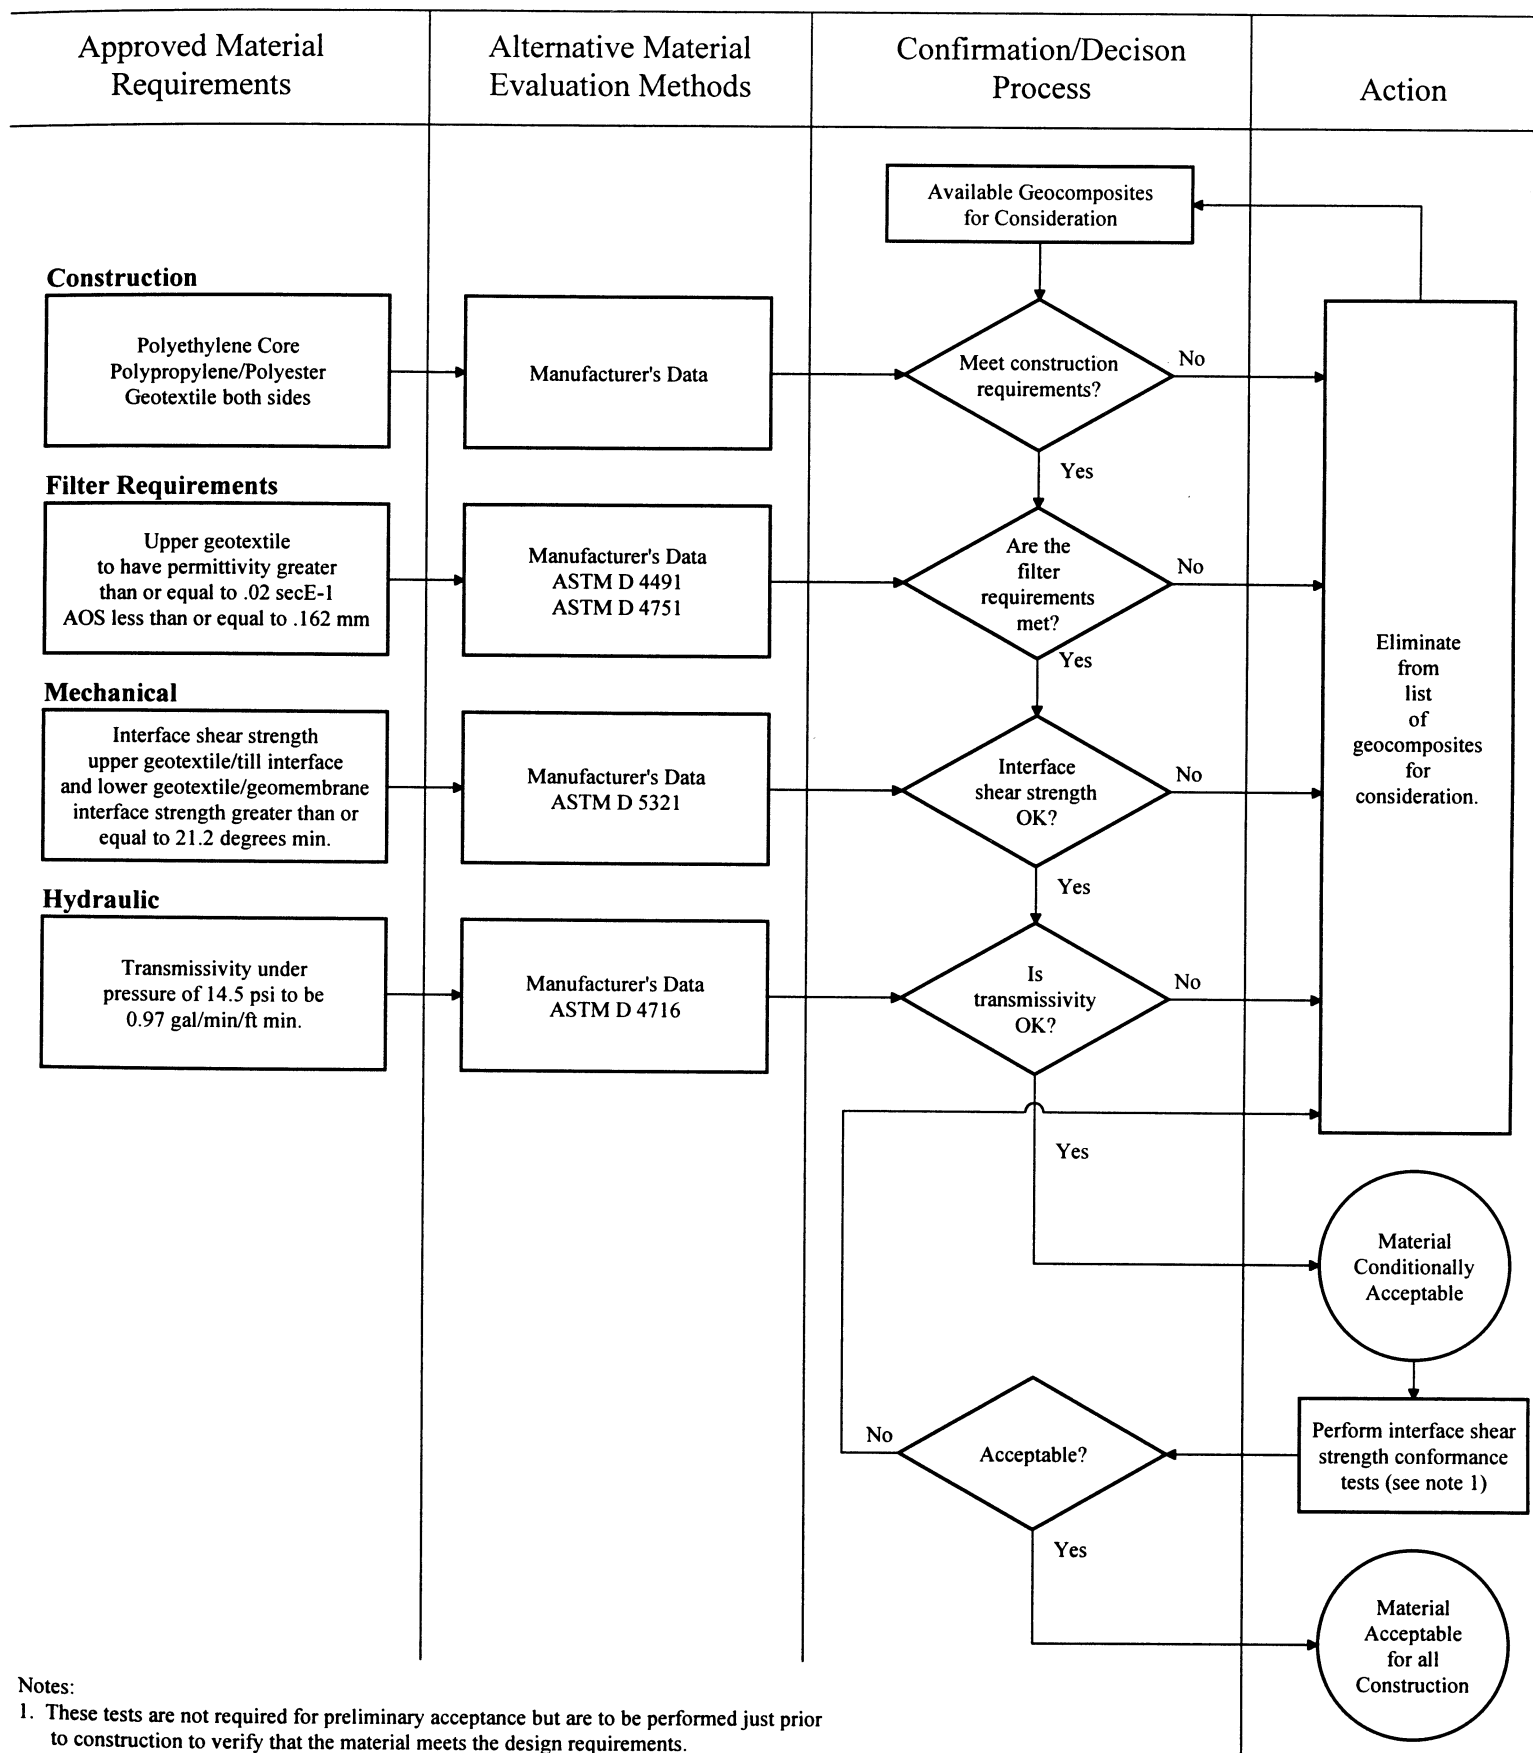 Approved Material
Requirements
Alternative Material
Evaluation Methods
Confirmation/Decison
Process
Action
Available Geocomposites
for Consideration
Construction
Polyethylene Core
Polypropylene/Polyester
Geotextile both sides
Manufacturer's Data
Meet construction
requirements?
No
Yes
Filter Requirements
Upper geotextile
to have permittivity greater
than or equal to .02 secE-1
AOS less than or equal to .162 mm
Manufacturer's Data
ASTM D 4491
ASTM D 4751
Are the
filter
requirements
met?
No
Yes
Mechanical
Interface shear strength
upper geotextile/till interface
and lower geotextile/geomembrane
interface strength greater than or
equal to 21.2 degrees min.
Manufacturer's Data
ASTM D 5321
Interface
shear strength
OK?
No
Yes
Hydraulic
Transmissivity under
pressure of 14.5 psi to be
0.97 gal/min/ft min.
Manufacturer's Data
ASTM D 4716
Is
transmissivity
OK?
No
Yes
Eliminate
from
list
of
geocomposites
for
consideration.
Material
Conditionally
Acceptable
Perform interface shear
strength conformance
tests (see note 1)
Acceptable?
No
Yes
Material
Acceptable
for all
Construction
Notes:
1. These tests are not required for preliminary acceptance but are to be performed just prior
to construction to verify that the material meets the design requirements.